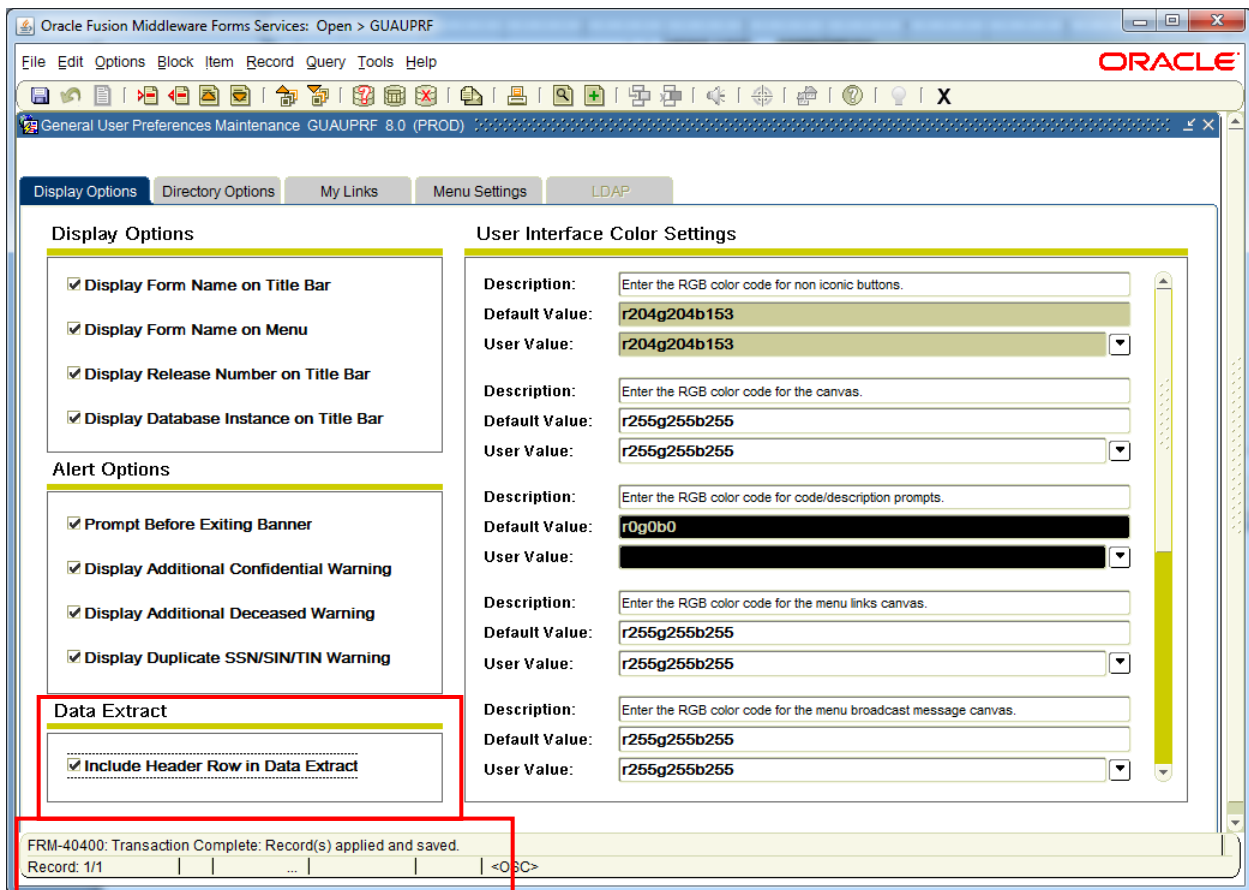 Oracle Fusion Middleware Forms Services: Open > GUAUPRF
File Edit Options Block Item Record Query Tools Help
ORACLE
X
General User Preferences Maintenance GUAUPRF 8.0 (PROD)
Display Options
Directory Options
My Links
Menu Settings
LDAP
Display Options
Display Form Name on Title Bar
Display Form Name on Menu
Display Release Number on Title Bar
Display Database Instance on Title Bar
Alert Options
Prompt Before Exiting Banner
Display Additional Confidential Warning
Display Additional Deceased Warning
Display Duplicate SSN/SIN/TIN Warning
Data Extract
Include Header Row in Data Extract
User Interface Color Settings
Description: Enter the RGB color code for non iconic buttons.
Default Value: r204g204b153
User Value: r204g204b153
Description: Enter the RGB color code for the canvas.
Default Value: r255g255b255
User Value: r255g255b255
Description: Enter the RGB color code for code/description prompts.
Default Value: r0g0b0
User Value:
Description: Enter the RGB color code for the menu links canvas.
Default Value: r255g255b255
User Value: r255g255b255
Description: Enter the RGB color code for the menu broadcast message canvas.
Default Value: r255g255b255
User Value: r255g255b255
FRM-40400: Transaction Complete: Record(s) applied and saved.
Record: 1/1 ... <OSC>